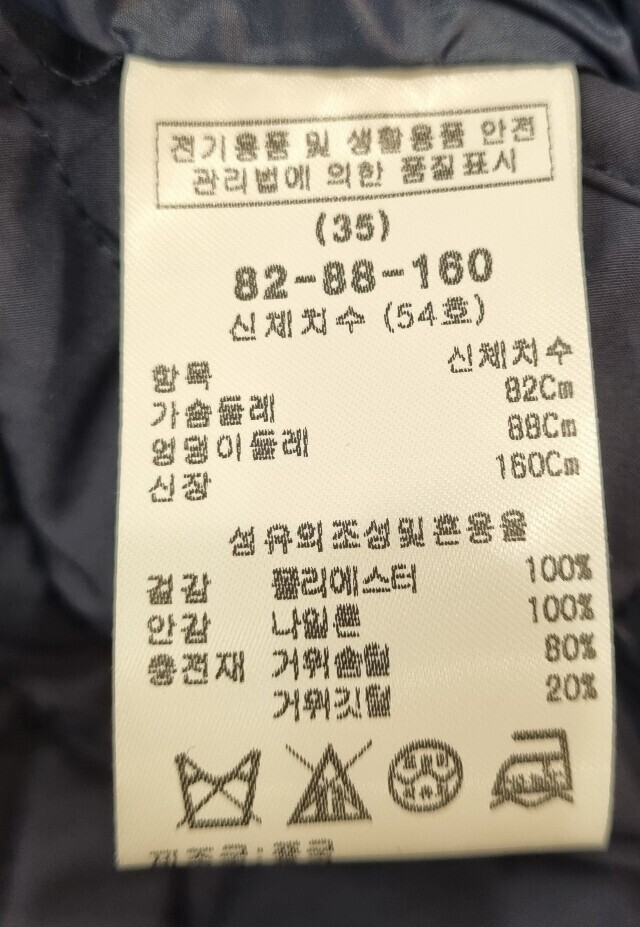 전기용품 및 생활용품 안전
관리법에 의한 품질표시
(35)
82-88-160
신체치수 (54호)
항목 신체치수
가슴둘레 82Cm
엉덩이둘레 88Cm
신장 160Cm
섬유의조성및혼용율
겉감 폴리에스터 100%
안감 나일론 100%
충전재 거위솜털 80%
거위깃털 20%